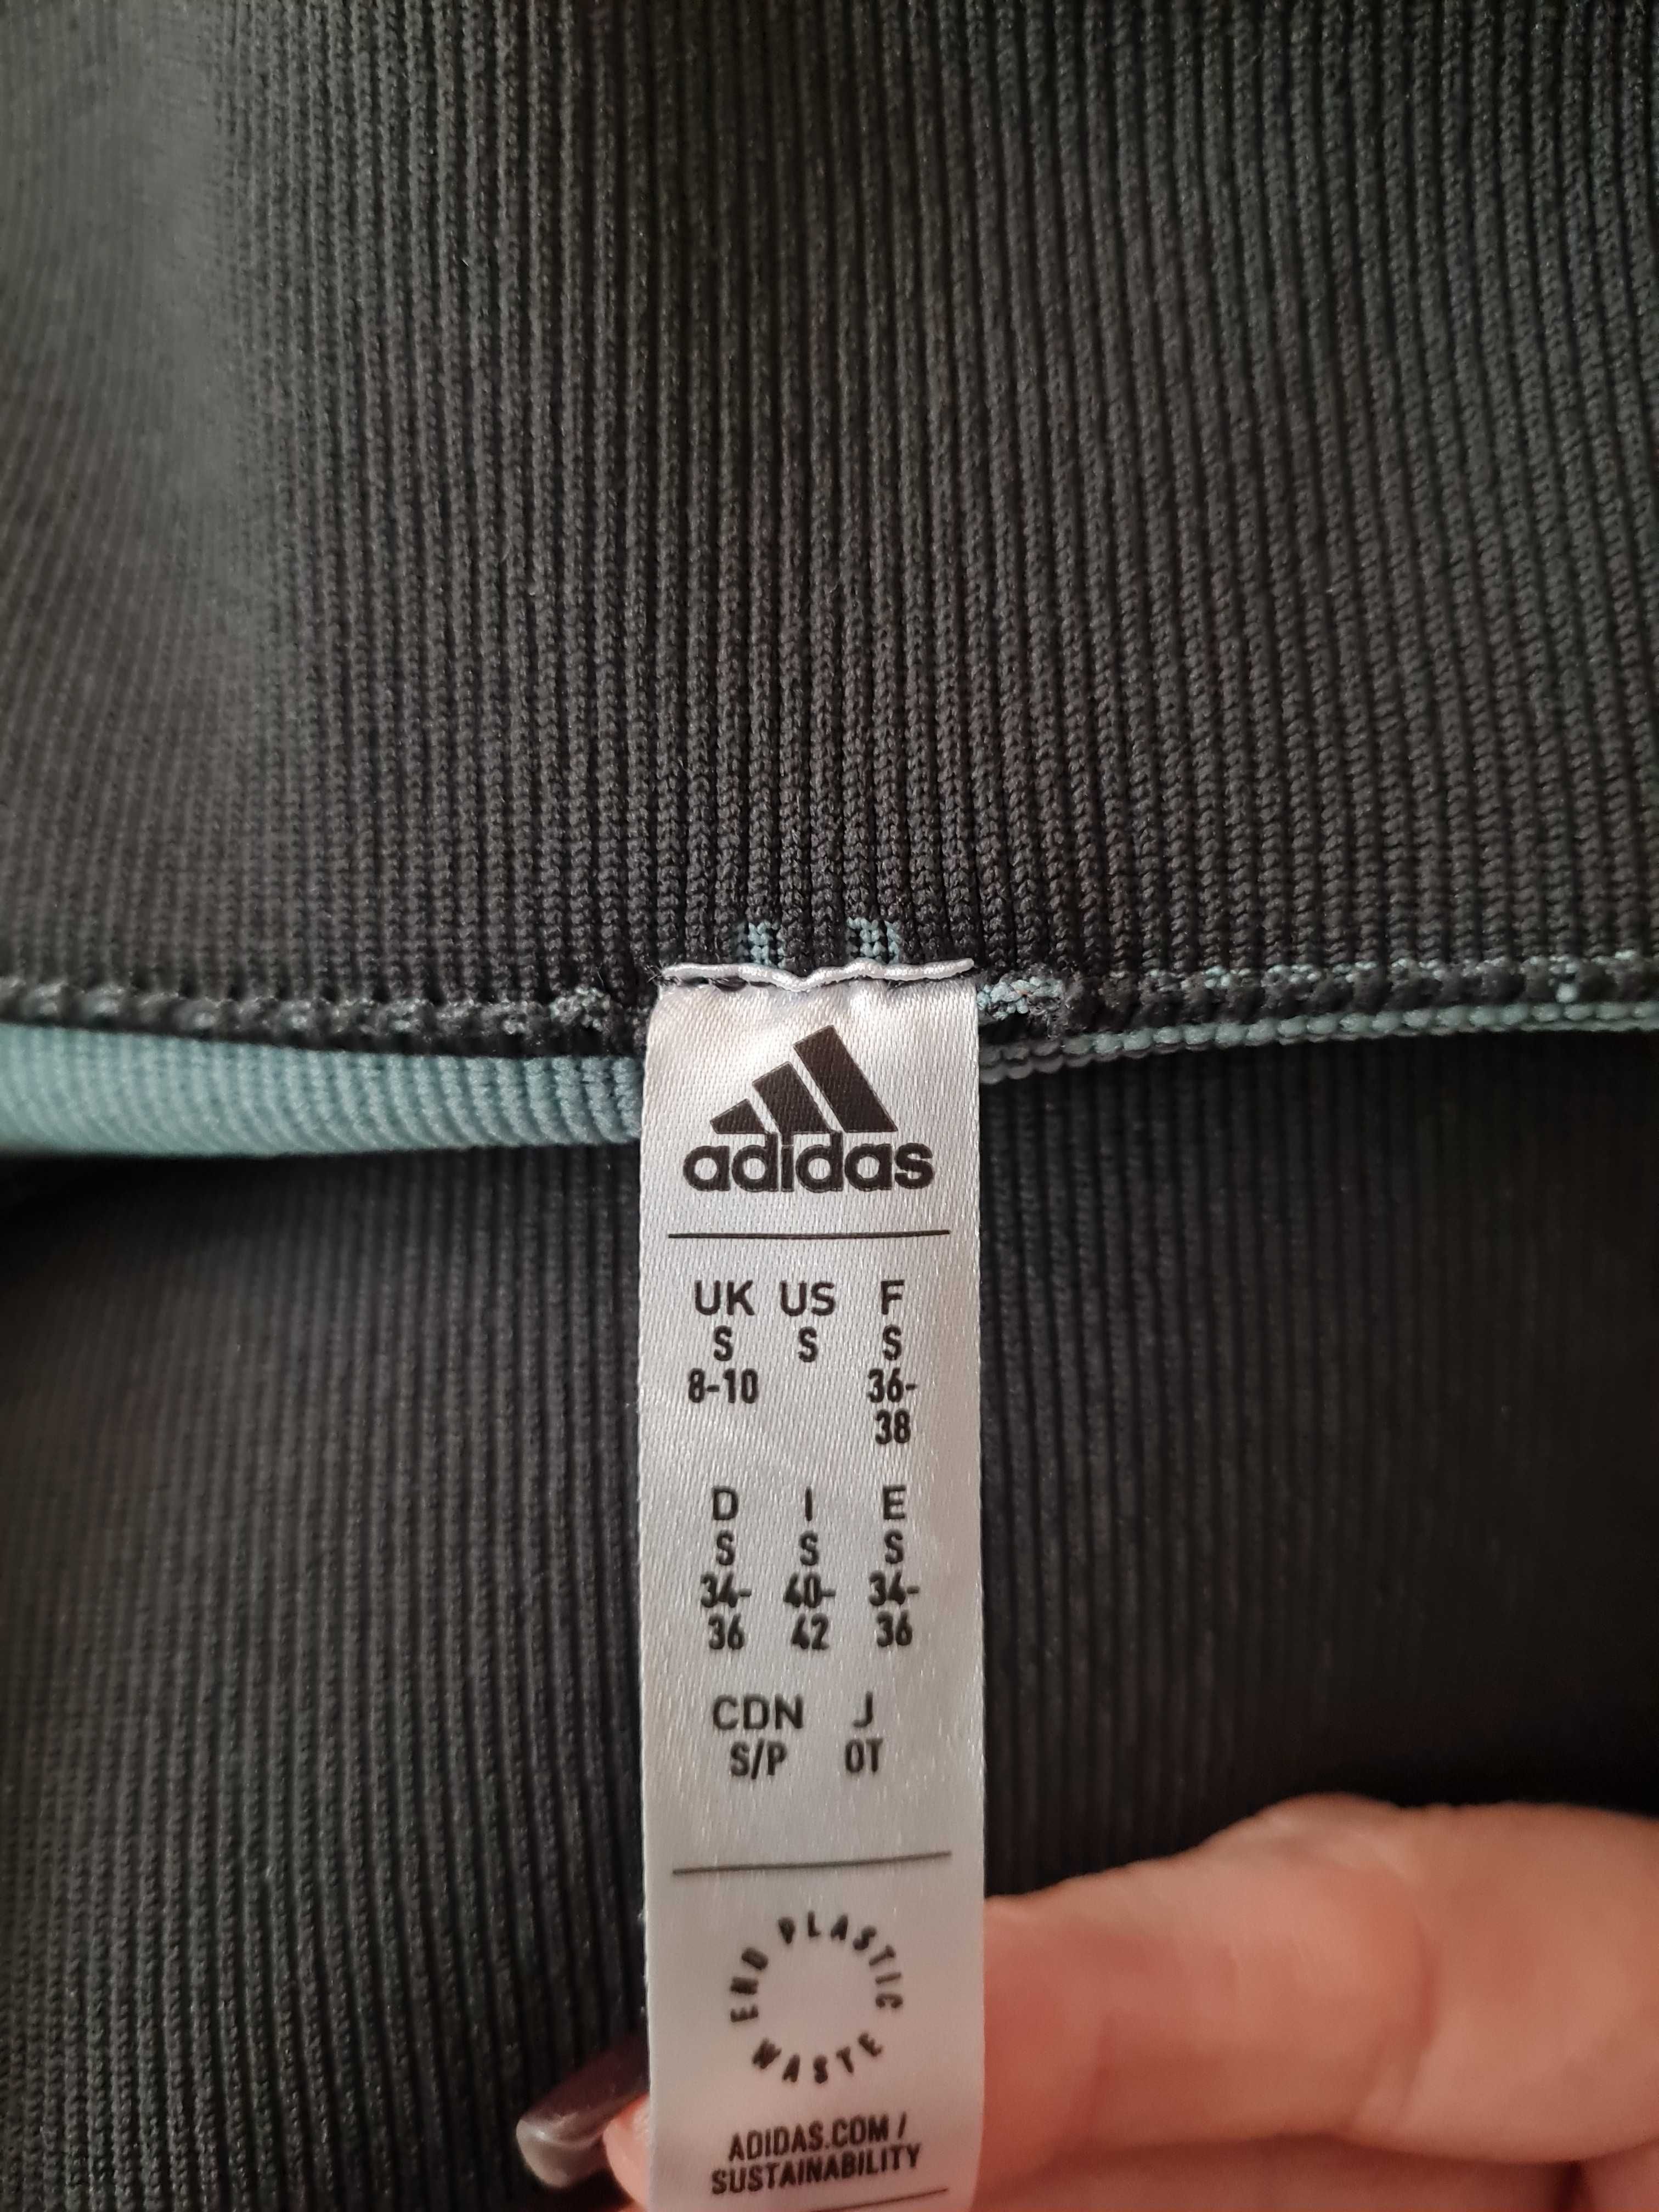 adidas
UK US F
S S S
8-10 36-
38
D I E
S S S
34- 40- 34-
36 42 36
CDN J
S/P OT
END PLASTIC WASTE
ADIDAS.COM /
SUSTAINABILITY